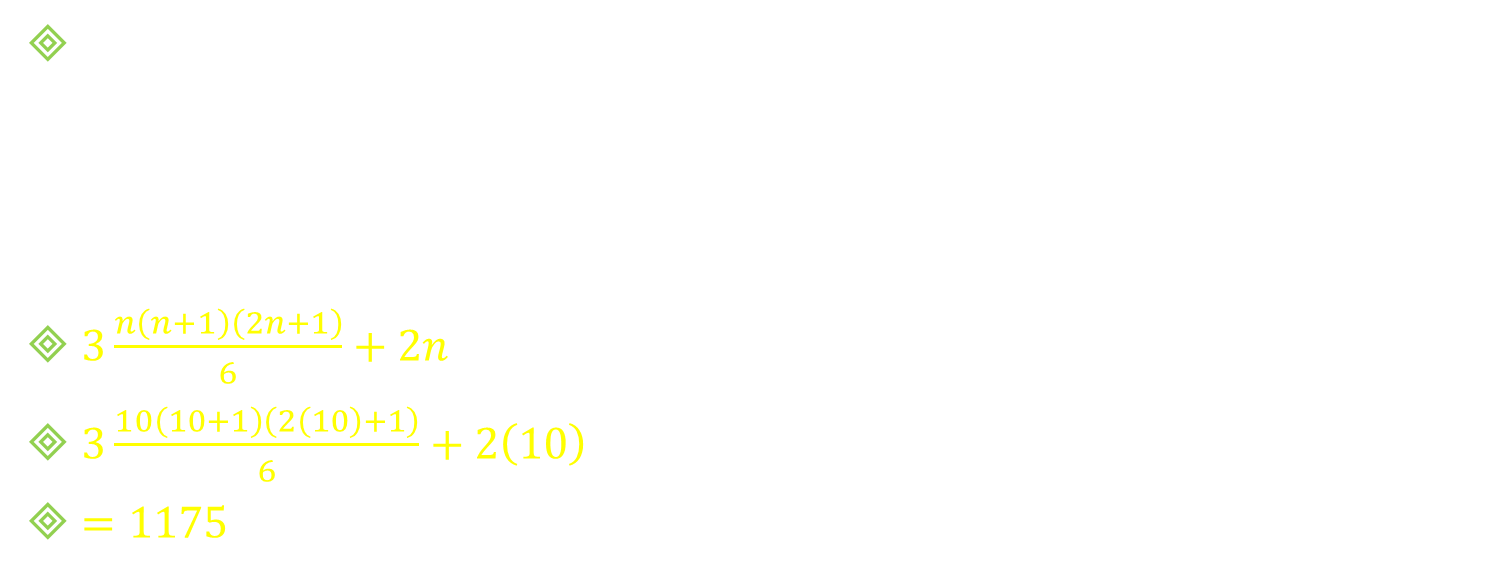 3 n(n+1)(2n+1)/6 + 2n
3 10(10+1)(2(10)+1)/6 + 2(10)
= 1175